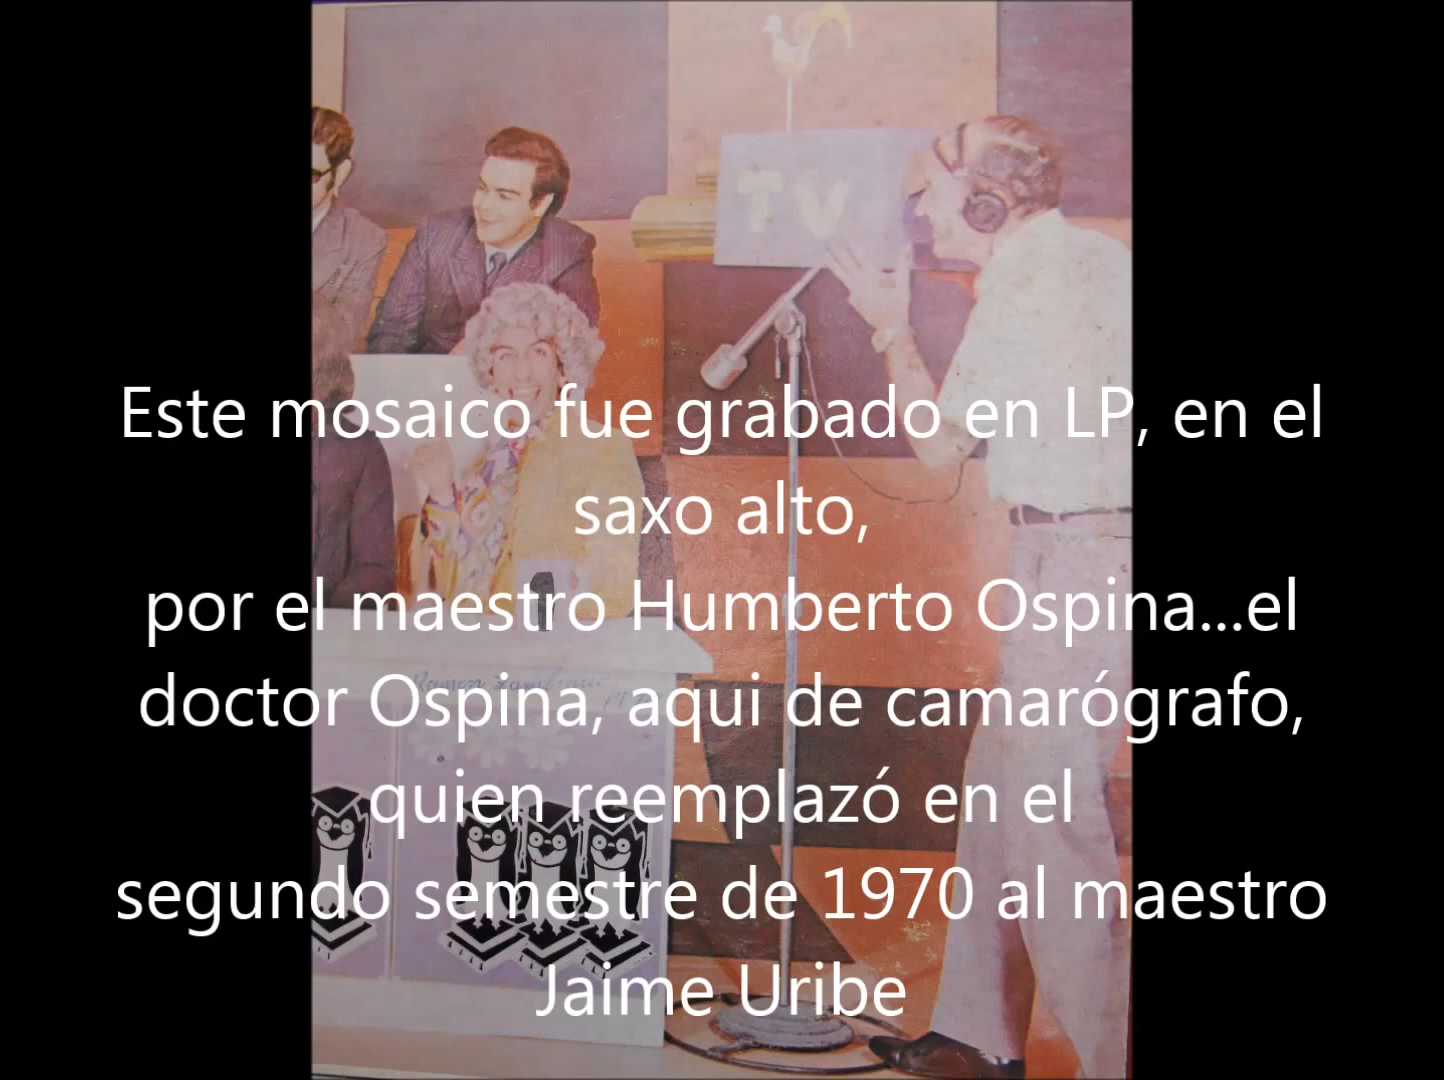 TV
Este mosaico fue grabado en LP, en el
saxo alto,
por el maestro Humberto Ospina...el
doctor Ospina, aqui de camarógrafo,
quien reemplazó en el
segundo semestre de 1970 al maestro
Jaime Uribe